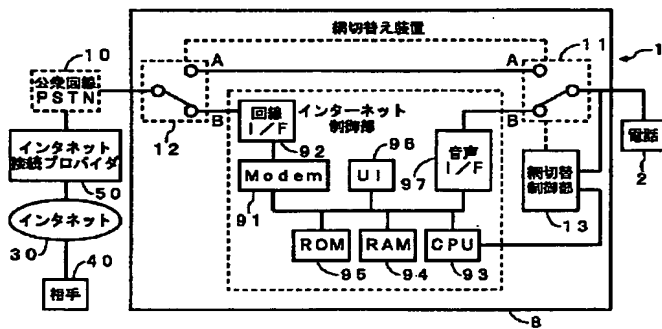 網切替え装置
10
公衆回線
PSTN
12
A
B
A
B
11
1
回線
I/F
インターネット
制御部
92
96
音声
I/F
97
Modem
91
UI
ROM
95
RAM
94
CPU
93
網切替
制御部
13
電話
2
インタネット
接続プロバイダ
50
インタネット
30
40
相手
8